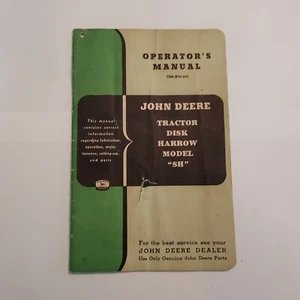 OPERATOR'S
MANUAL
JOHN DEERE
TRACTOR
DISK
HARROW
MODEL
"SH"
This manual
contains correct
information
regarding lubrication,
operation,
and parts
For the best service see your
JOHN DEERE DEALER
Use Only Genuine John Deere Parts